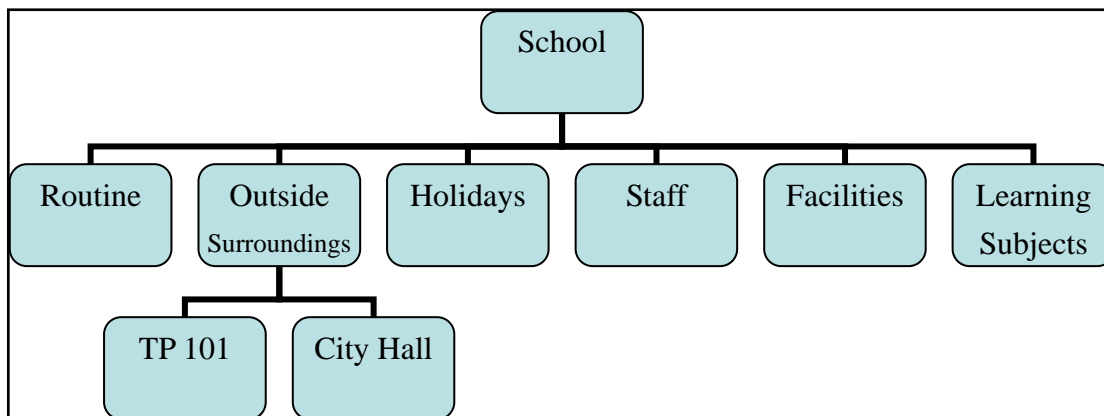 School
Routine
Outside
Surroundings
Holidays
Staff
Facilities
Learning
Subjects
TP 101
City Hall